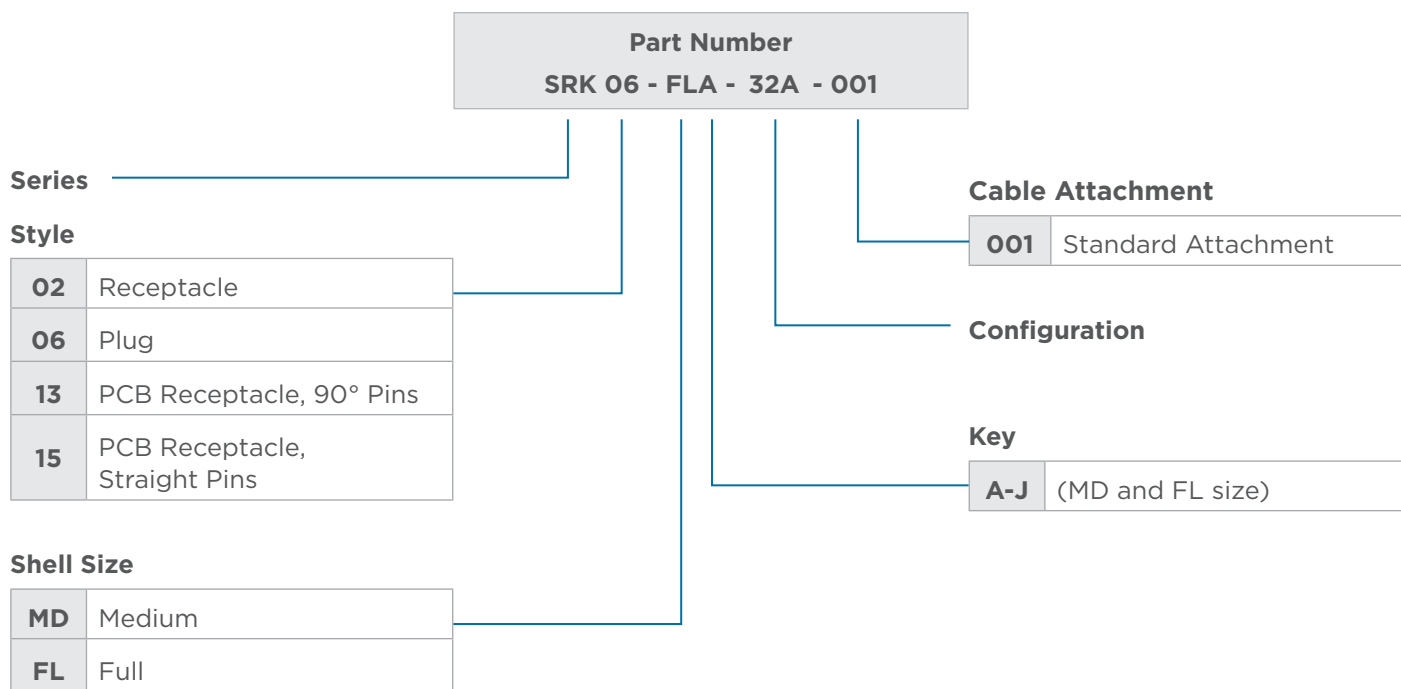 Part Number
SRK 06 - FLA - 32A - 001
Series
Style
02 Receptacle
06 Plug
13 PCB Receptacle, 90° Pins
15 PCB Receptacle,
Straight Pins
Shell Size
MD Medium
FL Full
Cable Attachment
001 Standard Attachment
Configuration
Key
A-J (MD and FL size)